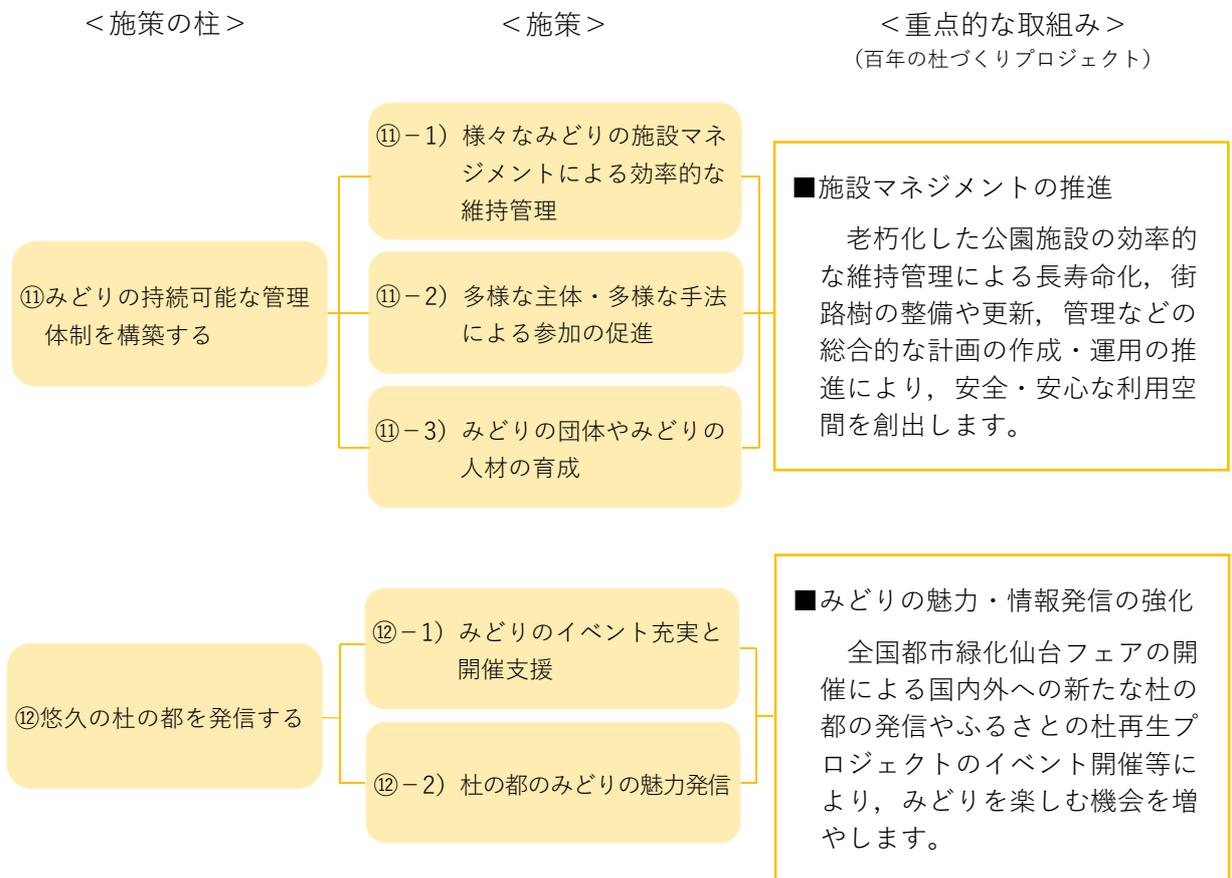 ＜施策の柱＞
＜施策＞
＜重点的な取組み＞
（百年の杜づくりプロジェクト）
⑪みどりの持続可能な管理
体制を構築する
⑪－1）様々なみどりの施設マネ
ジメントによる効率的な
維持管理
⑪－2）多様な主体・多様な手法
による参加の促進
⑪－3）みどりの団体やみどりの
人材の育成
■施設マネジメントの推進
老朽化した公園施設の効率的
な維持管理による長寿命化，街
路樹の整備や更新，管理などの
総合的な計画の作成・運用の推
進により，安全・安心な利用空
間を創出します。
⑫悠久の杜の都を発信する
⑫－1）みどりのイベント充実と
開催支援
⑫－2）杜の都のみどりの魅力発信
■みどりの魅力・情報発信の強化
全国都市緑化仙台フェアの開
催による国内外への新たな杜の
都の発信やふるさとの杜再生プ
ロジェクトのイベント開催等に
より，みどりを楽しむ機会を増
やします。